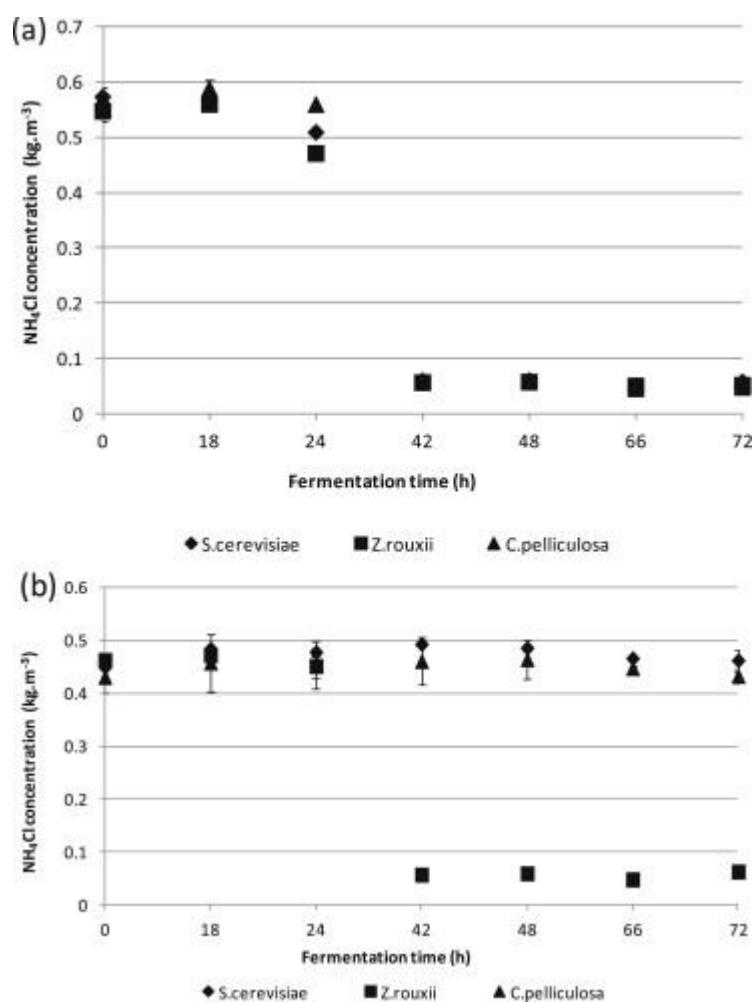 (a)
0.7
0.6
0.5
0.4
0.3
0.2
0.1
0
NH₄Cl concentration (kg.m⁻³)
0 18 24 42 48 66 72
Fermentation time (h)
S.cerevisiae Z.rouxii C.pelliculosa
(b)
0.6
0.5
0.4
0.3
0.2
0.1
0
NH₄Cl concentration (kg.m⁻³)
0 18 24 42 48 66 72
Fermentation time (h)
S.cerevisiae Z.rouxii C.pelliculosa